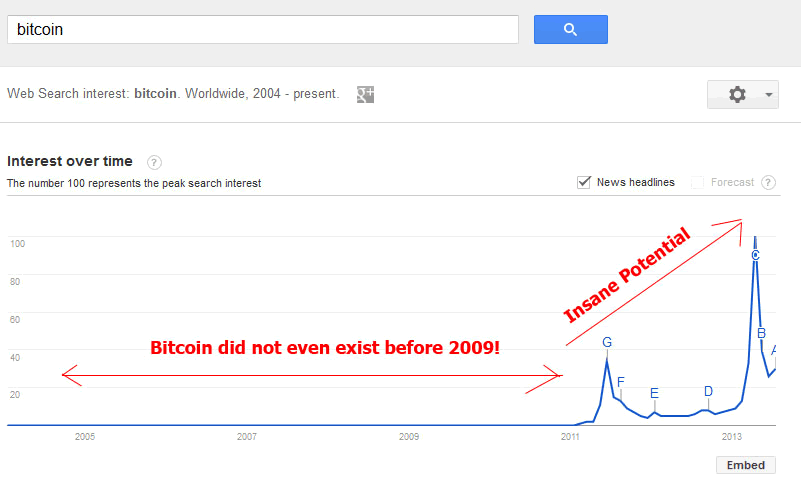 bitcoin
Web Search interest: bitcoin. Worldwide, 2004 - present.
Interest over time ?
The number 100 represents the peak search interest
News headlines Forecast ?
100
80
60
40
20
Insane Potential
Bitcoin did not even exist before 2009!
G
F
E
D
C
B
A
2005 2007 2009 2011 2013
Embed